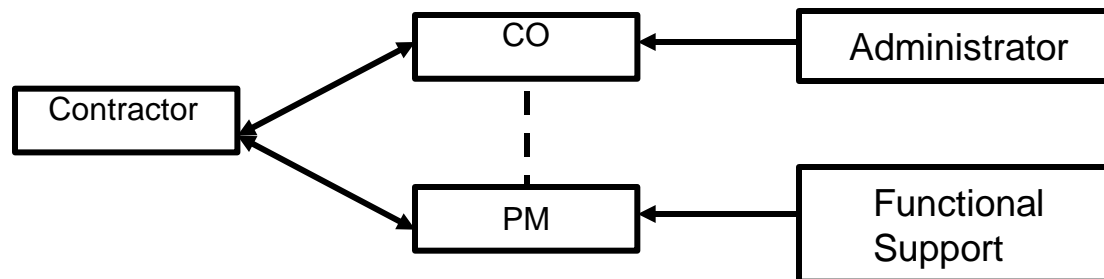 CO
Administrator
Contractor
PM
Functional
Support